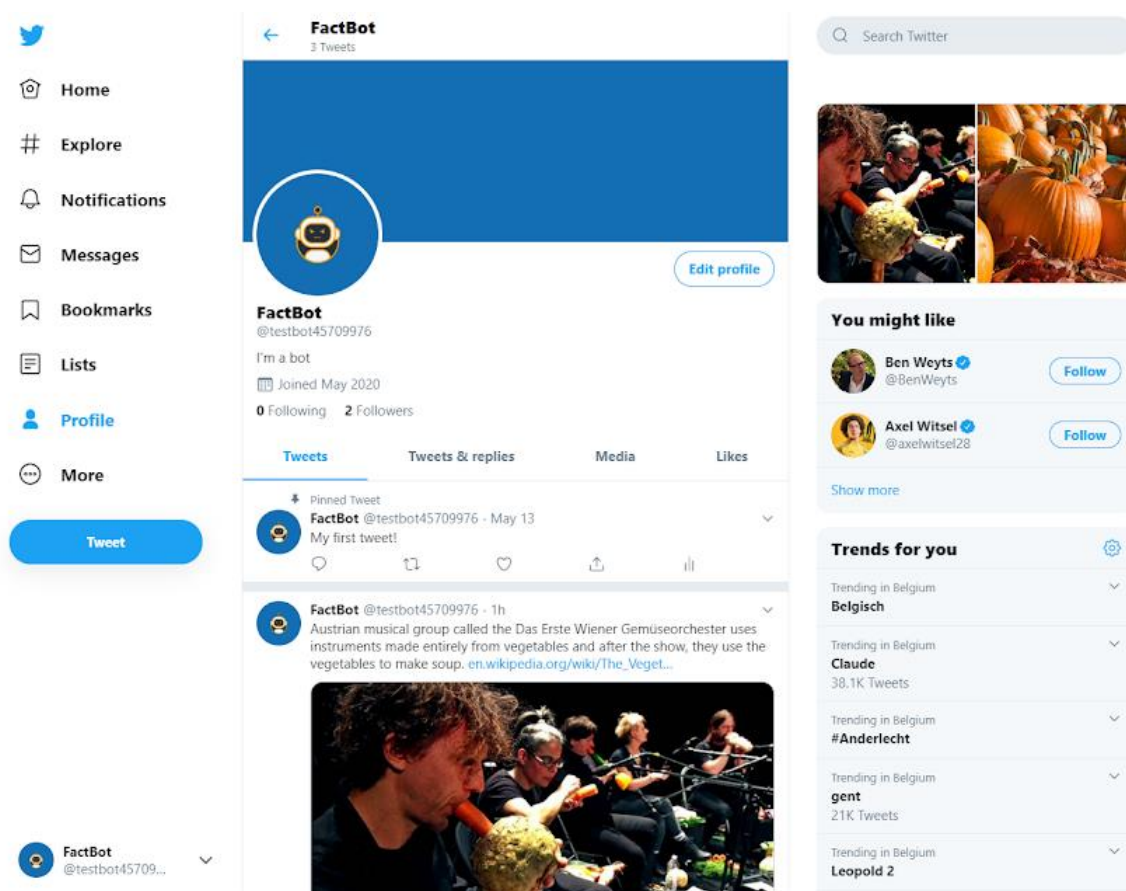 Home
Explore
Notifications
Messages
Bookmarks
Lists
Profile
More
Tweet
FactBot
@testbot45709...
FactBot
3 Tweets
Edit profile
FactBot
@testbot45709976
I'm a bot
Joined May 2020
0 Following 2 Followers
Tweets Tweets & replies Media Likes
Pinned Tweet
FactBot @testbot45709976 · May 13
My first tweet!
FactBot @testbot45709976 · 1h
Austrian musical group called the Das Erste Wiener Gemüseorchester uses
instruments made entirely from vegetables and after the show, they use the
vegetables to make soup. en.wikipedia.org/wiki/The_Veget...
Search Twitter
You might like
Ben Weyts
@BenWeyts
Follow
Axel Witsel
@axelwitsel28
Follow
Show more
Trends for you
Trending in Belgium
Belgisch
Trending in Belgium
Claude
38.1K Tweets
Trending in Belgium
#Anderlecht
Trending in Belgium
gent
21K Tweets
Trending in Belgium
Leopold 2